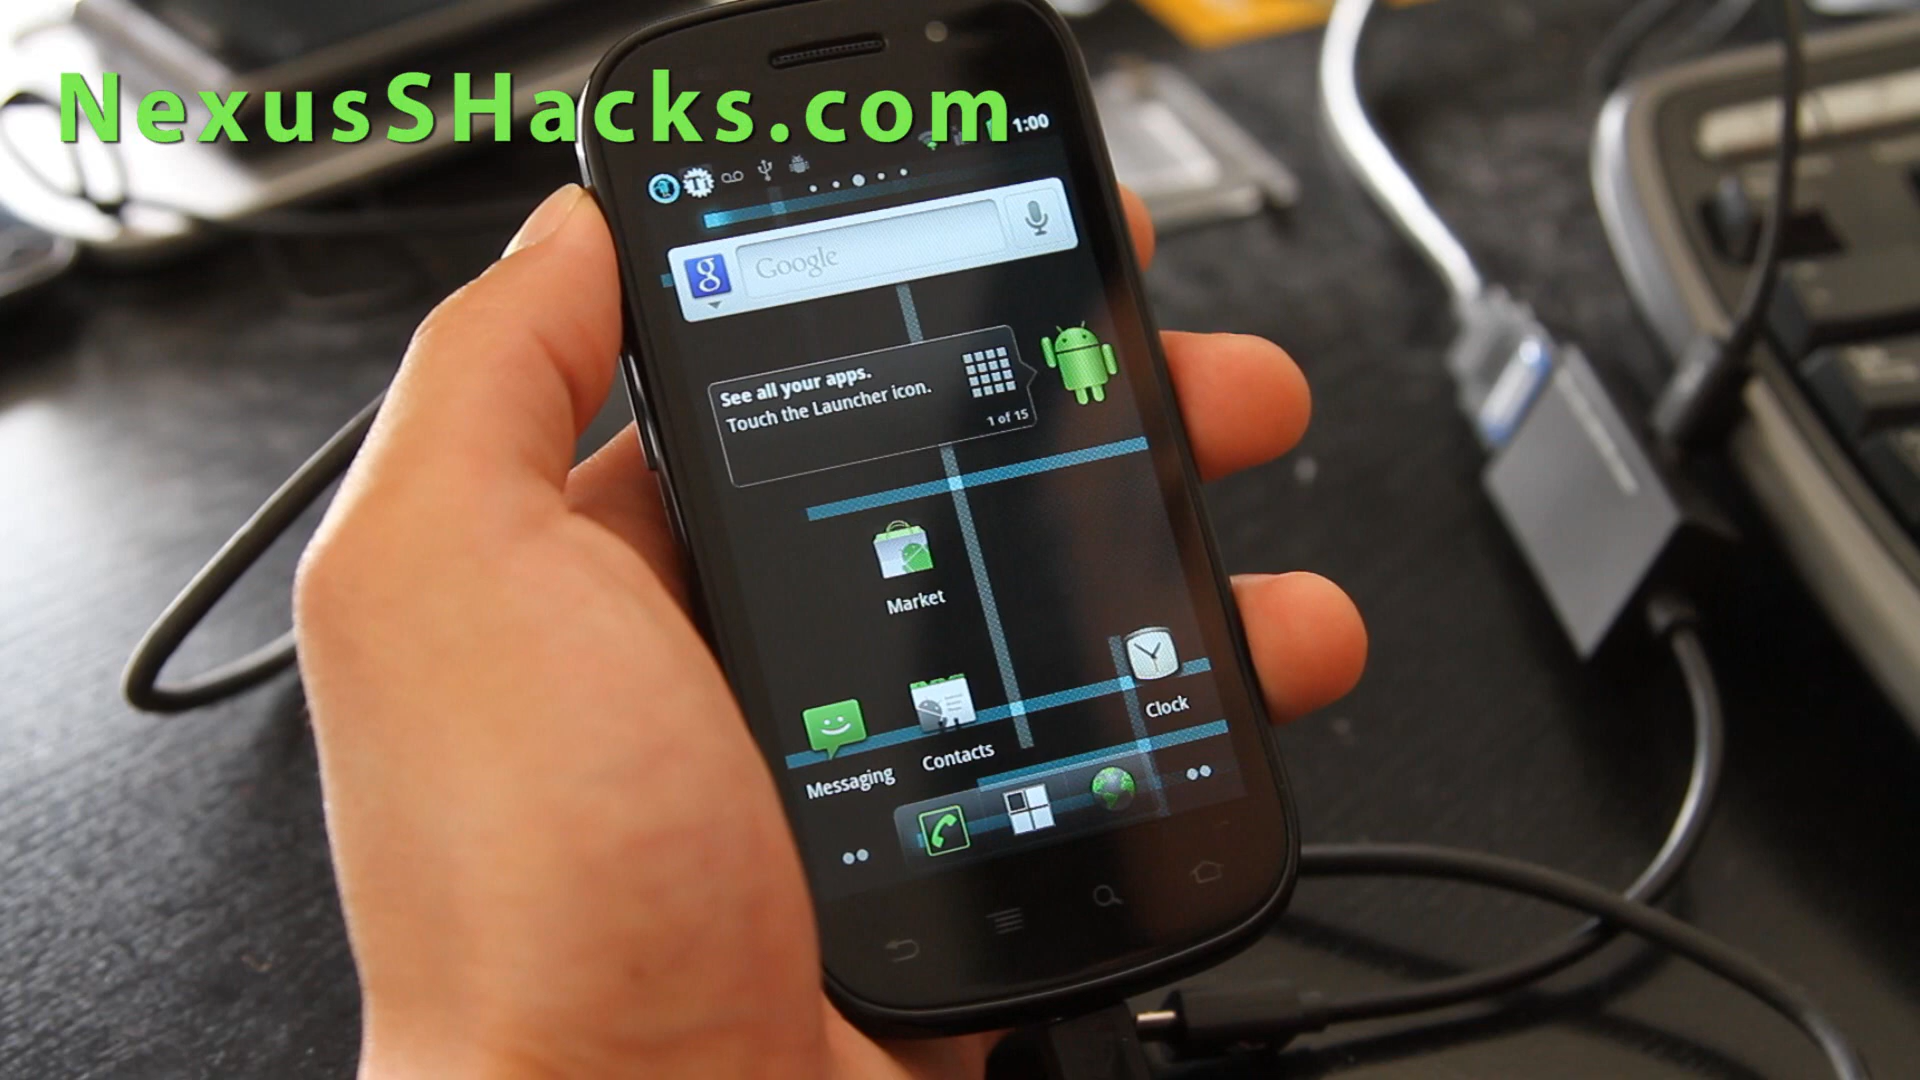 NexusSHacks.com
1:00
g Google
See all your apps.
Touch the Launcher icon.
1 of 15
Market
Clock
Contacts
Messaging